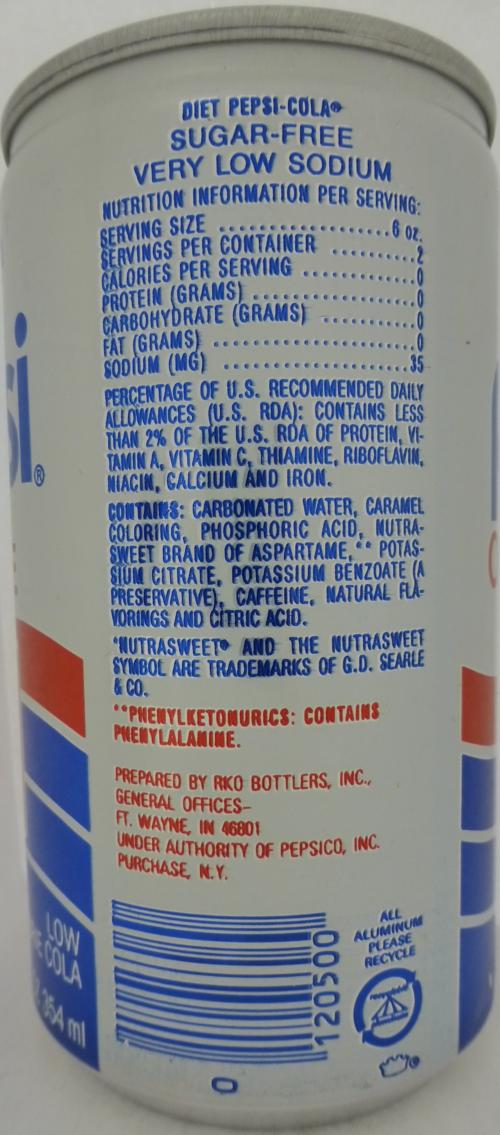 DIET PEPSI-COLA®
SUGAR-FREE
VERY LOW SODIUM
NUTRITION INFORMATION PER SERVING:
SERVING SIZE ..................6 oz.
SERVINGS PER CONTAINER ..........2
CALORIES PER SERVING ............0
PROTEIN (GRAMS) .................0
CARBOHYDRATE (GRAMS) ..........0
FAT (GRAMS) .....................0
SODIUM (MG) ...................35
PERCENTAGE OF U.S. RECOMMENDED DAILY
ALLOWANCES (U.S. RDA): CONTAINS LESS
THAN 2% OF THE U.S. RDA OF PROTEIN, VI-
TAMIN A, VITAMIN C, THIAMINE, RIBOFLAVIN,
NIACIN, CALCIUM AND IRON.
CONTAINS: CARBONATED WATER, CARAMEL
COLORING, PHOSPHORIC ACID, NUTRA-
SWEET BRAND OF ASPARTAME,** POTAS-
SIUM CITRATE, POTASSIUM BENZOATE (A
PRESERVATIVE), CAFFEINE, NATURAL FLA-
VORINGS AND CITRIC ACID.
*NUTRASWEET® AND THE NUTRASWEET
SYMBOL ARE TRADEMARKS OF G.D. SEARLE
& CO.
**PHENYLKETONURICS: CONTAINS
PHENYLALANINE.
PREPARED BY RKO BOTTLERS, INC.,
GENERAL OFFICES–
FT. WAYNE, IN 46801
UNDER AUTHORITY OF PEPSICO, INC.
PURCHASE, N.Y.
120500
0
ALL
ALUMINUM
PLEASE
RECYCLE
si®
LOW
IE COLA
354 ml